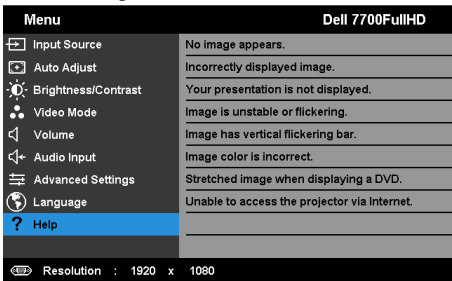 Menu Dell 7700FullHD
Input Source No image appears.
Auto Adjust Incorrectly displayed image.
Brightness/Contrast Your presentation is not displayed.
Video Mode Image is unstable or flickering.
Volume Image has vertical flickering bar.
Audio Input Image color is incorrect.
Advanced Settings Stretched image when displaying a DVD.
Language Unable to access the projector via Internet.
? Help
Resolution : 1920 x 1080